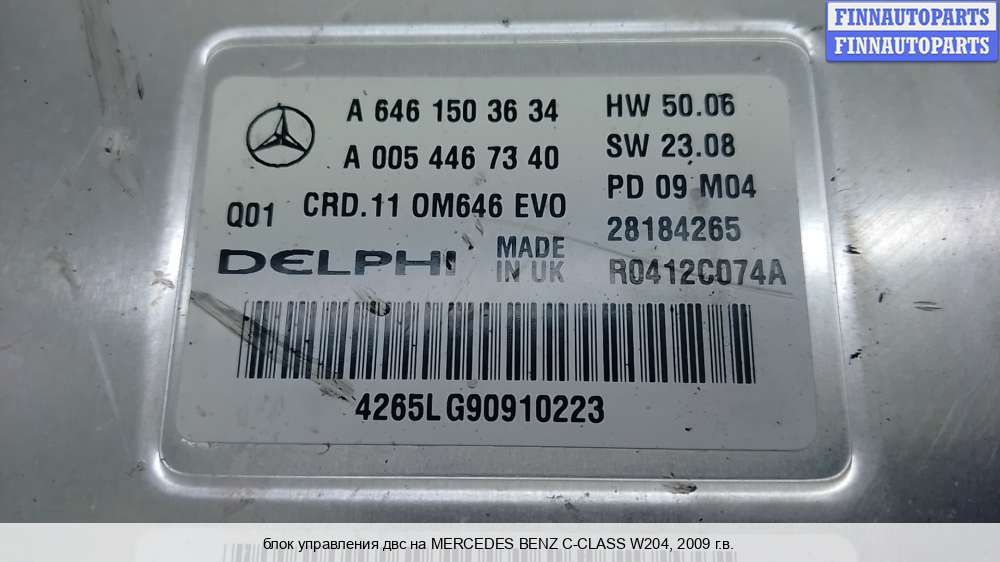 FINNAUTOPARTS
FINNAUTOPARTS
A 646 150 36 34
A 005 446 73 40
Q01 CRD.11 OM646 EVO
DELPHI
MADE
IN UK
HW 50.06
SW 23.08
PD 09 M04
28184265
R0412C074A
4265LG90910223
блок управления двс на MERCEDES BENZ C-CLASS W204, 2009 г.в.